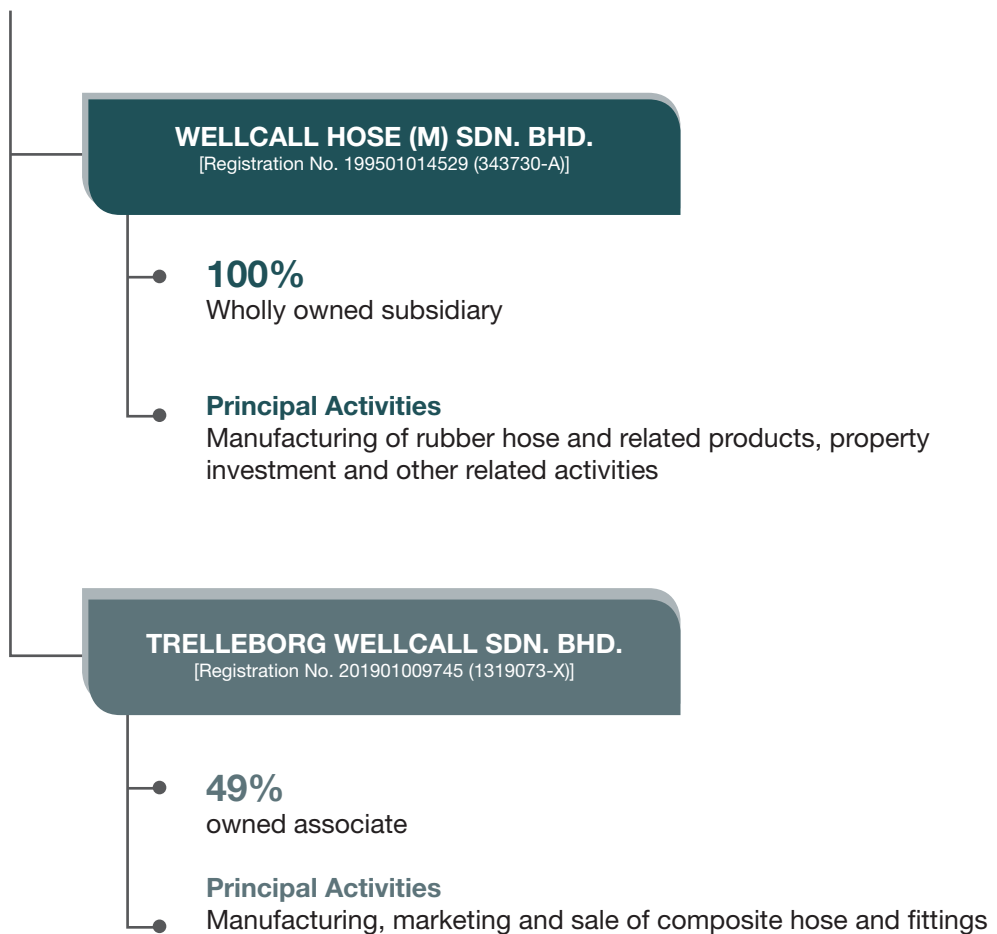 WELLCALL HOSE (M) SDN. BHD.
[Registration No. 199501014529 (343730-A)]
100%
Wholly owned subsidiary
Principal Activities
Manufacturing of rubber hose and related products, property
investment and other related activities
TRELLEBORG WELLCALL SDN. BHD.
[Registration No. 201901009745 (1319073-X)]
49%
owned associate
Principal Activities
Manufacturing, marketing and sale of composite hose and fittings